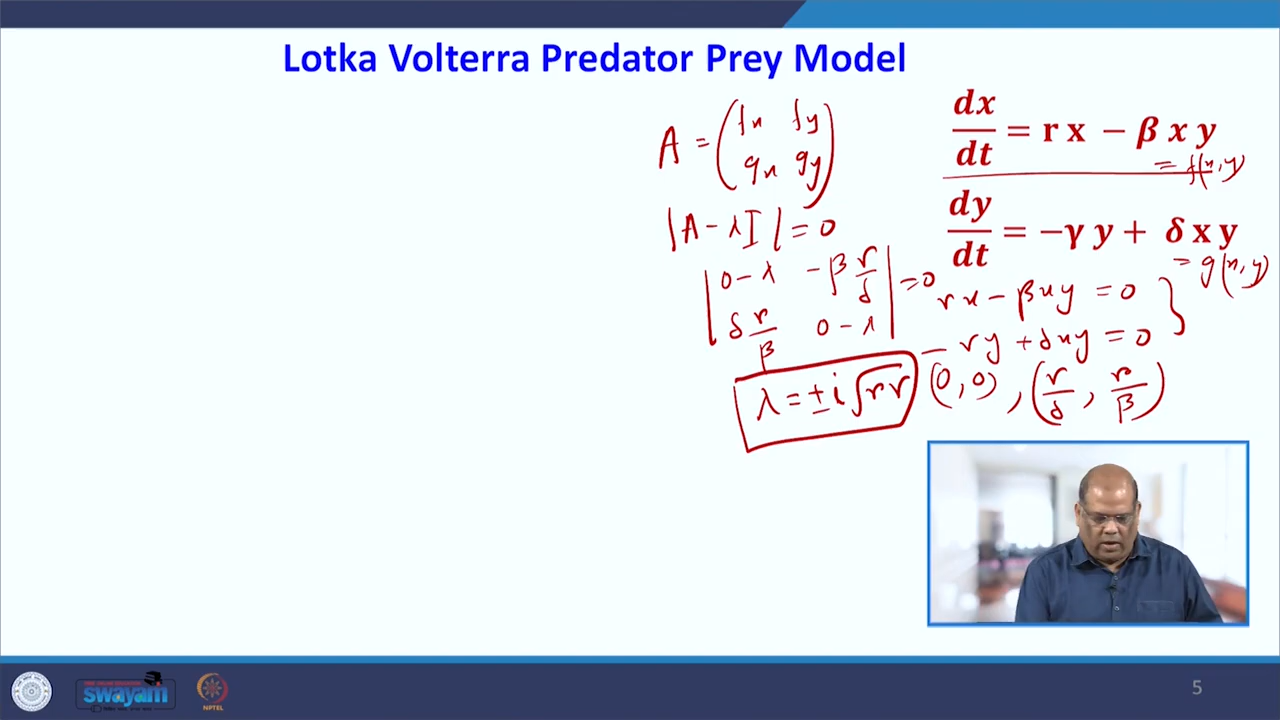 Lotka Volterra Predator Prey Model
A = ( fx fy
gx gy )
|A - λI| = 0
| 0 - λ   - β γ/δ |
| δ r/β   0 - λ | = 0
λ = ± i √rγ
dx/dt = r x - β x y
= f(x, y)
dy/dt = -γ y + δ x y
= g(x, y)
rx - βxy = 0
- γy + δxy = 0
(0, 0), (γ/δ, r/β)
swayam
NPTEL
5